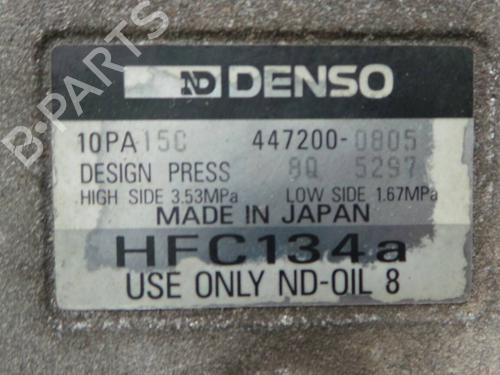 B-PARTS
ND DENSO
10PA15C 447200-0805
DESIGN PRESS 8Q 5297
HIGH SIDE 3.53MPa LOW SIDE 1.67MPa
MADE IN JAPAN
HFC134a
USE ONLY ND-OIL 8